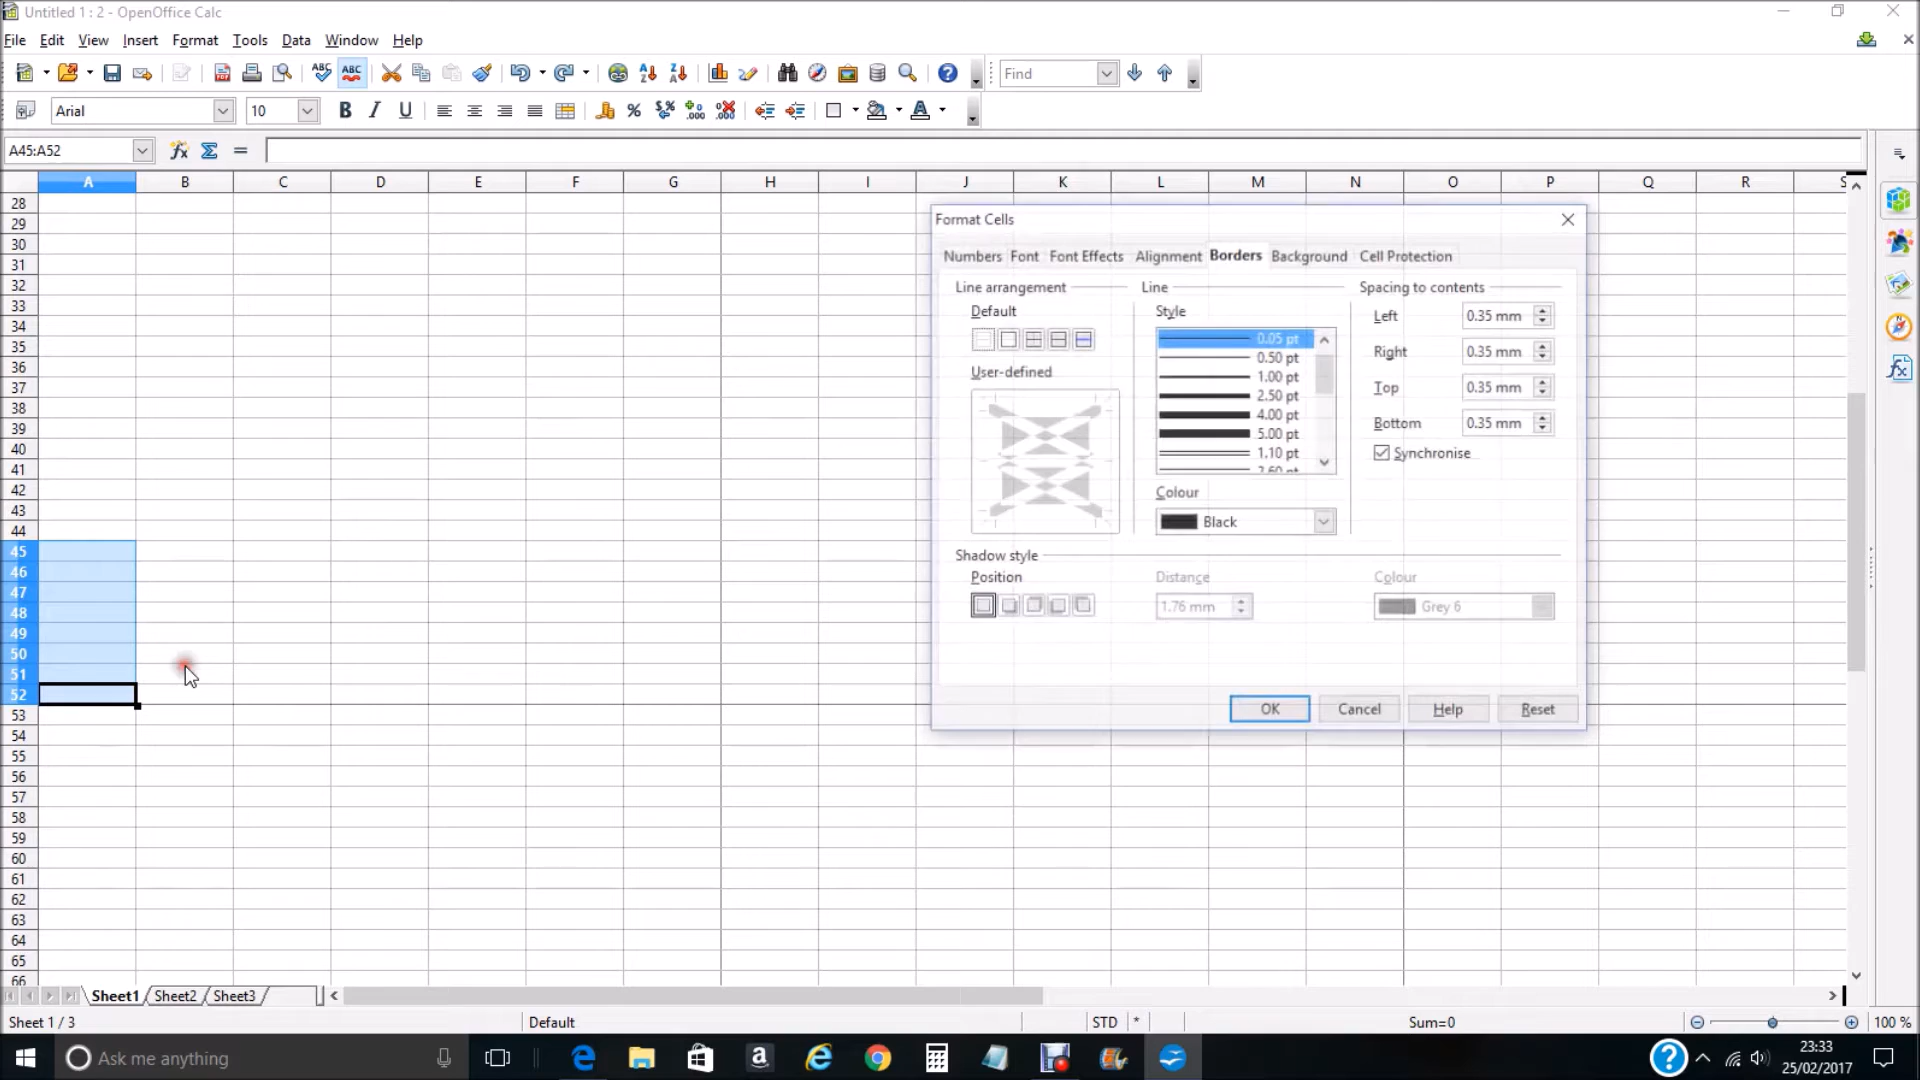 Untitled 1 : 2 - OpenOffice Calc
File Edit View Insert Format Tools Data Window Help
Find
Arial 10
A45:A52
A B C D E F G H I J K L M N O P Q R S
28
29
30
31
32
33
34
35
36
37
38
39
40
41
42
43
44
45
46
47
48
49
50
51
52
53
54
55
56
57
58
59
60
61
62
63
64
65
66
Format Cells
Numbers Font Font Effects Alignment Borders Background Cell Protection
Line arrangement Line Spacing to contents
Default Style Left 0.35 mm
0.05 pt
0.50 pt
Right 0.35 mm
User-defined 1.00 pt
Top 0.35 mm
2.50 pt
4.00 pt
Bottom 0.35 mm
5.00 pt
1.10 pt Synchronise
2.60 pt
Colour
Black
Shadow style
Position Distance Colour
1.76 mm Grey 6
OK Cancel Help Reset
Sheet1 Sheet2 Sheet3
Sheet 1 / 3 Default STD * Sum=0 100 %
Ask me anything
23:33
25/02/2017